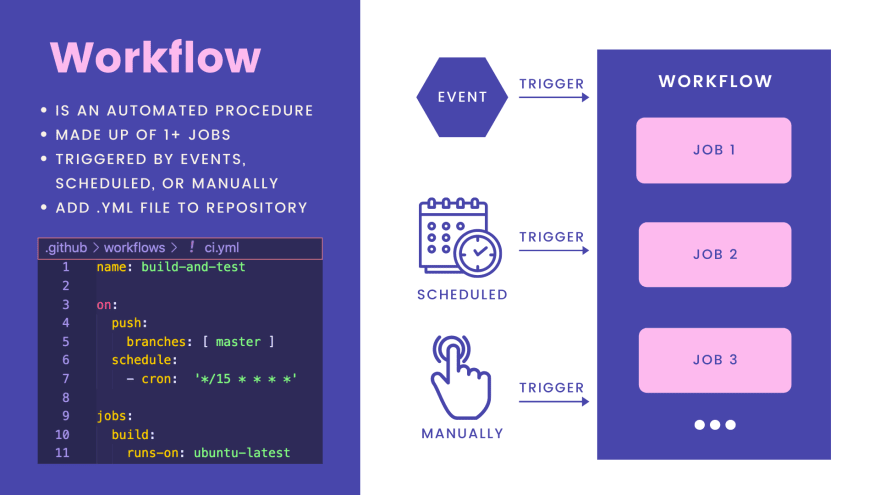 Workflow
• IS AN AUTOMATED PROCEDURE
• MADE UP OF 1+ JOBS
• TRIGGERED BY EVENTS,
SCHEDULED, OR MANUALLY
• ADD .YML FILE TO REPOSITORY
.github > workflows > ! ci.yml
1 name: build-and-test
2
3 on:
4 push:
5 branches: [ master ]
6 schedule:
7 - cron: '*/15 * * * *'
8
9 jobs:
10 build:
11 runs-on: ubuntu-latest
EVENT
TRIGGER
SCHEDULED
TRIGGER
MANUALLY
TRIGGER
WORKFLOW
JOB 1
JOB 2
JOB 3